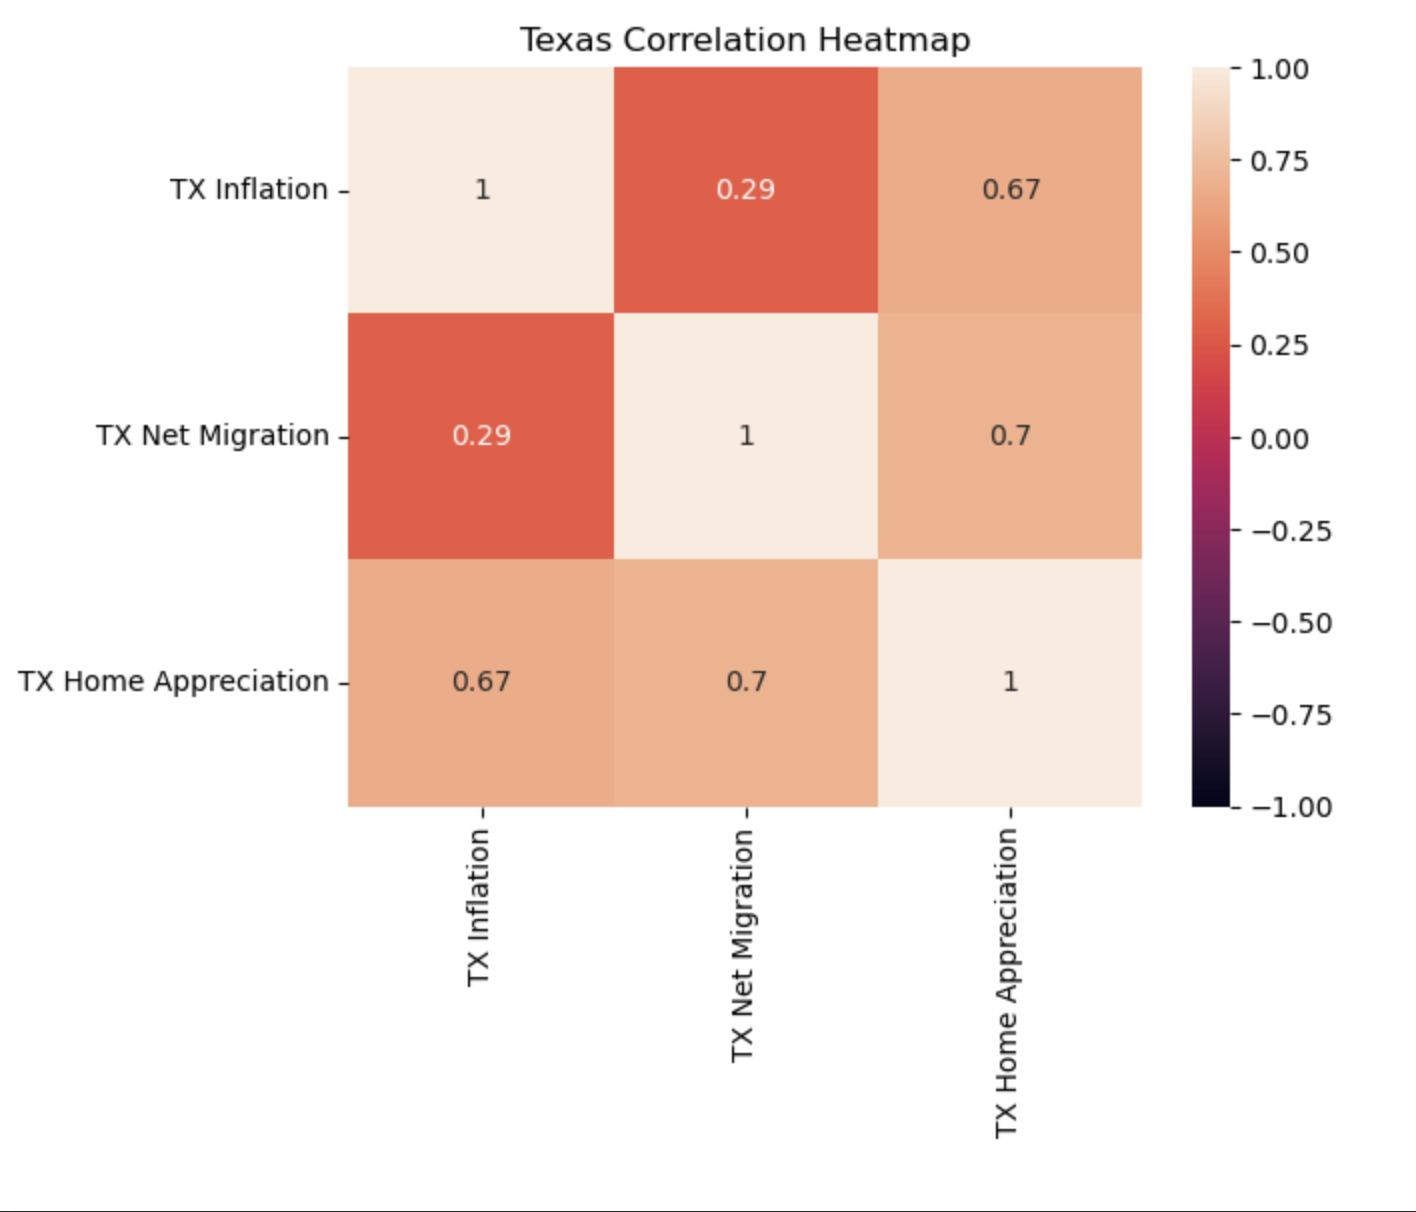 Texas Correlation Heatmap
TX Inflation
1
0.29
0.67
TX Net Migration
0.29
1
0.7
TX Home Appreciation
0.67
0.7
1
TX Inflation
TX Net Migration
TX Home Appreciation
1.00
0.75
0.50
0.25
0.00
−0.25
−0.50
−0.75
−1.00